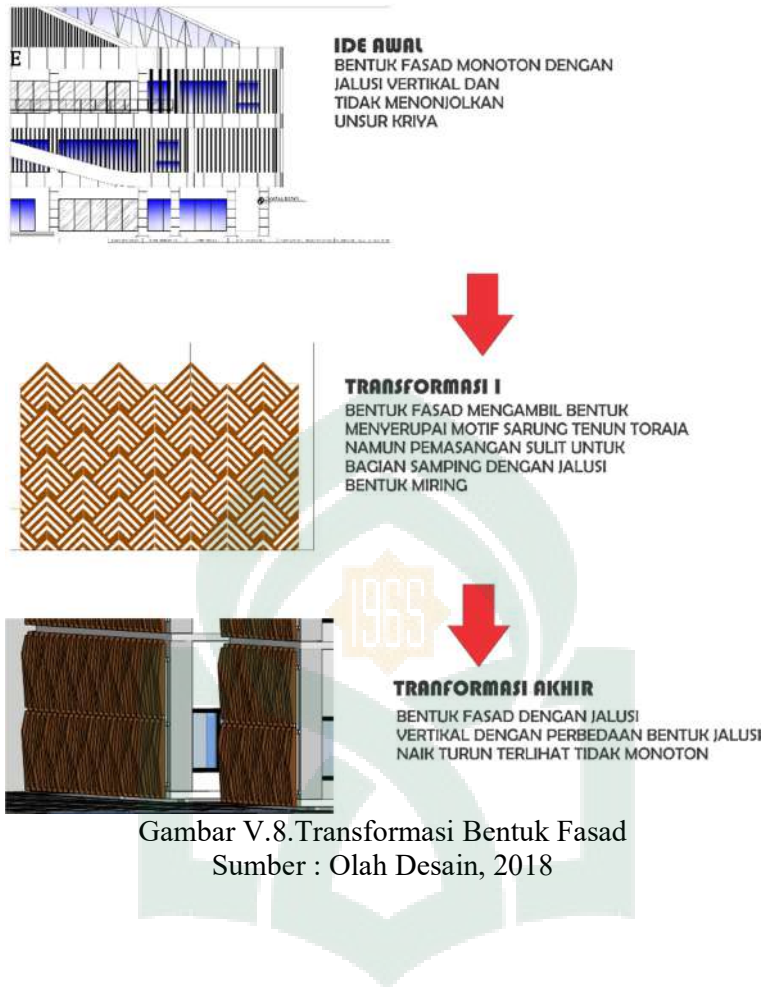 E
IDE AWAL
BENTUK FASAD MONOTON DENGAN
JALUSI VERTIKAL DAN
TIDAK MENONJOLKAN
UNSUR KRIYA
TRANSFORMASI I
BENTUK FASAD MENGAMBIL BENTUK
MENYERUPAI MOTIF SARUNG TENUN TORAJA
NAMUN PEMASANGAN SULIT UNTUK
BAGIAN SAMPING DENGAN JALUSI
BENTUK MIRING
1965
TRANFORMASI AKHIR
BENTUK FASAD DENGAN JALUSI
VERTIKAL DENGAN PERBEDAAN BENTUK JALUSI
NAIK TURUN TERLIHAT TIDAK MONOTON
Gambar V.8.Transformasi Bentuk Fasad
Sumber : Olah Desain, 2018